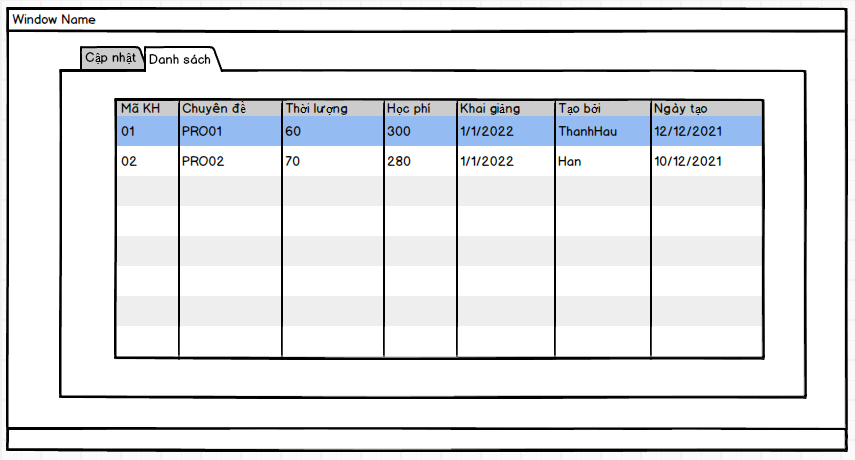 Window Name
Cập nhật Danh sách
Mã KH Chuyên đề Thời lượng Học phí Khai giảng Tạo bởi Ngày tạo
01 PRO01 60 300 1/1/2022 ThanhHau 12/12/2021
02 PRO02 70 280 1/1/2022 Han 10/12/2021